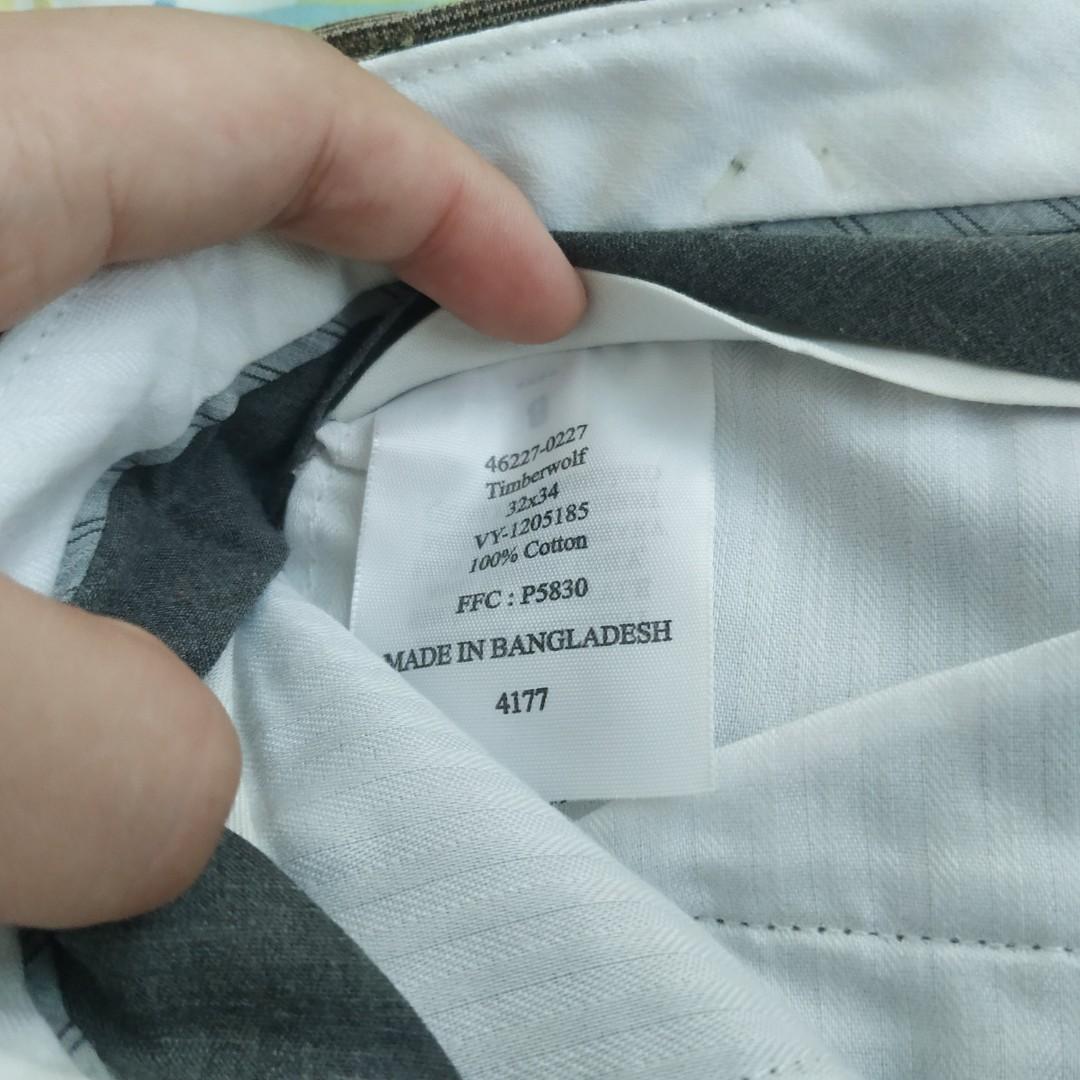 46227-0227
Timberwolf
32x34
VY-1205185
100% Cotton
FFC : P5830
MADE IN BANGLADESH
4177